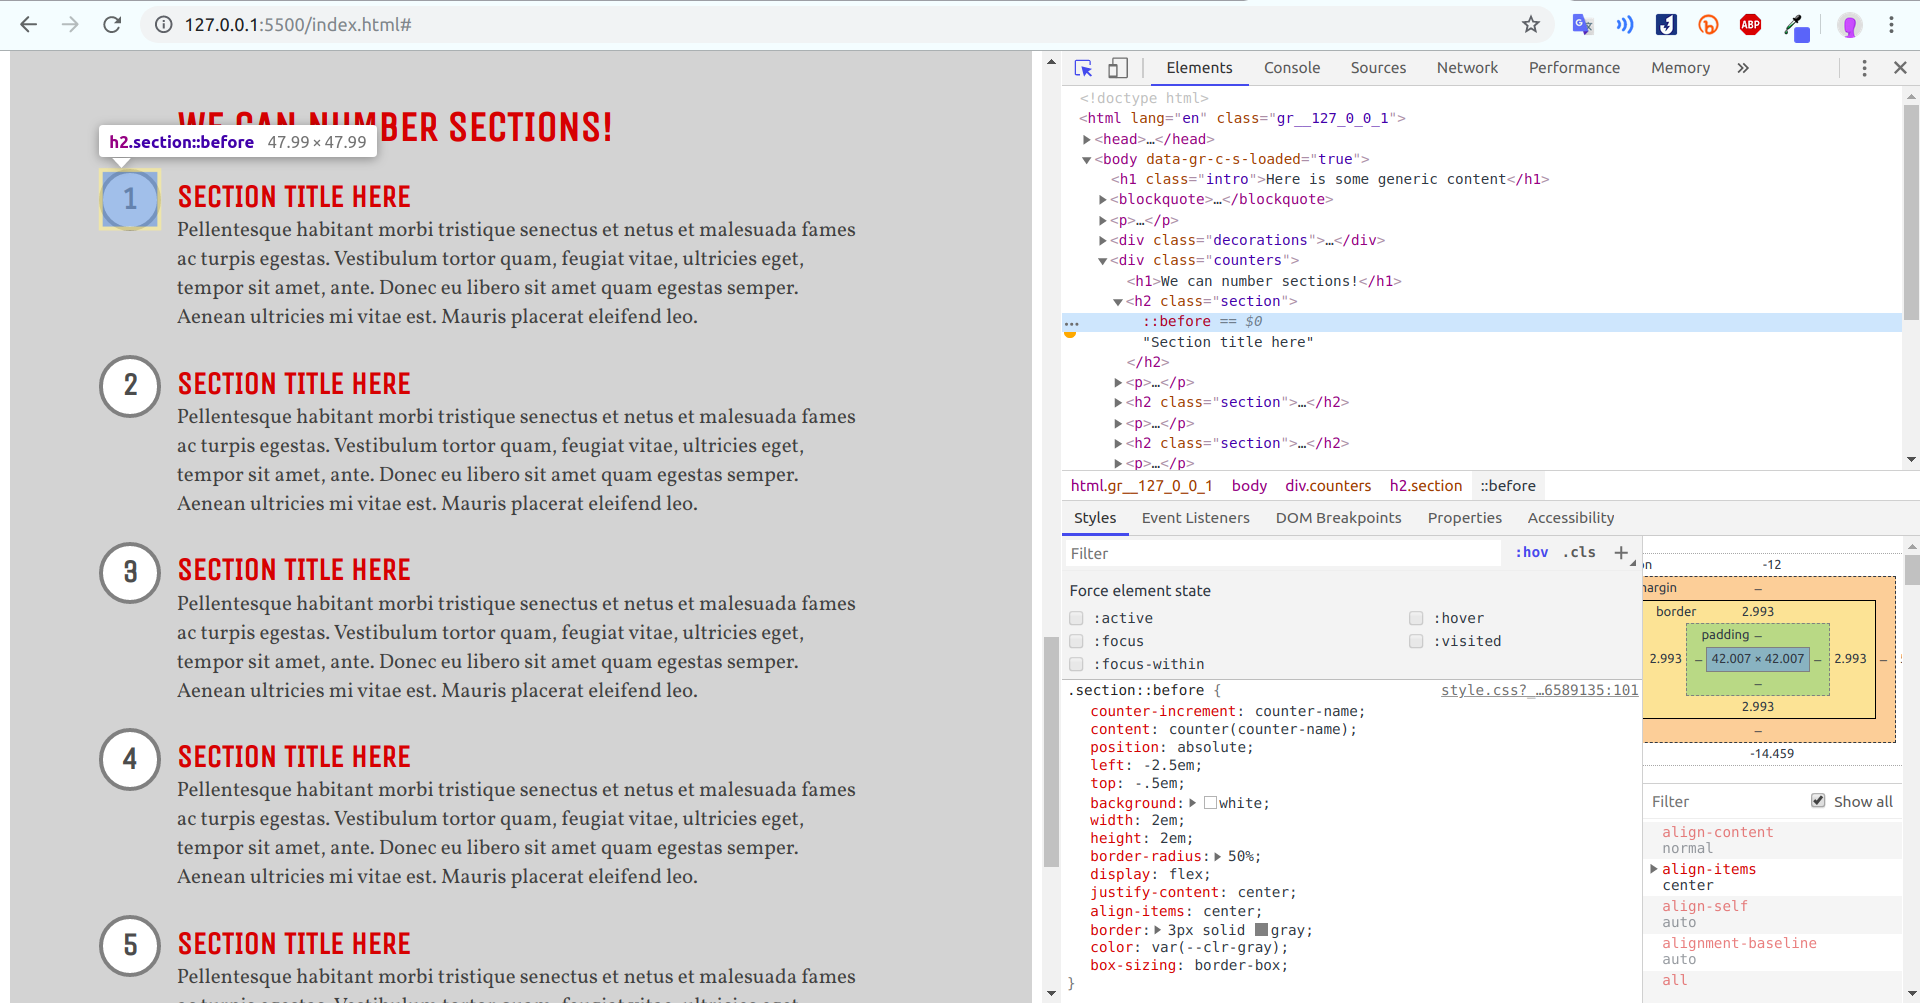 127.0.0.1:5500/index.html#
ABP
WE CAN NUMBER SECTIONS!
h2.section::before 47.99 × 47.99
1
SECTION TITLE HERE
Pellentesque habitant morbi tristique senectus et netus et malesuada fames
ac turpis egestas. Vestibulum tortor quam, feugiat vitae, ultricies eget,
tempor sit amet, ante. Donec eu libero sit amet quam egestas semper.
Aenean ultricies mi vitae est. Mauris placerat eleifend leo.
2
SECTION TITLE HERE
Pellentesque habitant morbi tristique senectus et netus et malesuada fames
ac turpis egestas. Vestibulum tortor quam, feugiat vitae, ultricies eget,
tempor sit amet, ante. Donec eu libero sit amet quam egestas semper.
Aenean ultricies mi vitae est. Mauris placerat eleifend leo.
3
SECTION TITLE HERE
Pellentesque habitant morbi tristique senectus et netus et malesuada fames
ac turpis egestas. Vestibulum tortor quam, feugiat vitae, ultricies eget,
tempor sit amet, ante. Donec eu libero sit amet quam egestas semper.
Aenean ultricies mi vitae est. Mauris placerat eleifend leo.
4
SECTION TITLE HERE
Pellentesque habitant morbi tristique senectus et netus et malesuada fames
ac turpis egestas. Vestibulum tortor quam, feugiat vitae, ultricies eget,
tempor sit amet, ante. Donec eu libero sit amet quam egestas semper.
Aenean ultricies mi vitae est. Mauris placerat eleifend leo.
5
SECTION TITLE HERE
Pellentesque habitant morbi tristique senectus et netus et malesuada fames
Elements Console Sources Network Performance Memory »
<!doctype html>
<html lang="en" class="gr__127_0_0_1">
<head>…</head>
<body data-gr-c-s-loaded="true">
<h1 class="intro">Here is some generic content</h1>
<blockquote>…</blockquote>
<p>…</p>
<div class="decorations">…</div>
<div class="counters">
<h1>We can number sections!</h1>
<h2 class="section">
::before == $0
"Section title here"
</h2>
<p>…</p>
<h2 class="section">…</h2>
<p>…</p>
<h2 class="section">…</h2>
<p>…</p>
html.gr__127_0_0_1 body div.counters h2.section ::before
Styles Event Listeners DOM Breakpoints Properties Accessibility
Filter :hov .cls +
Force element state
:active :hover
:focus :visited
:focus-within
.section::before { style.css?_…6589135:101
counter-increment: counter-name;
content: counter(counter-name);
position: absolute;
left: -2.5em;
top: -.5em;
background: white;
width: 2em;
height: 2em;
border-radius: 50%;
display: flex;
justify-content: center;
align-items: center;
border: 3px solid gray;
color: var(--clr-gray);
box-sizing: border-box;
}
on -12
argin –
border 2.993
padding –
2.993 – 42.007 × 42.007 – 2.993 –
–
2.993
–
-14.459
Filter Show all
align-content
normal
align-items
center
align-self
auto
alignment-baseline
auto
all